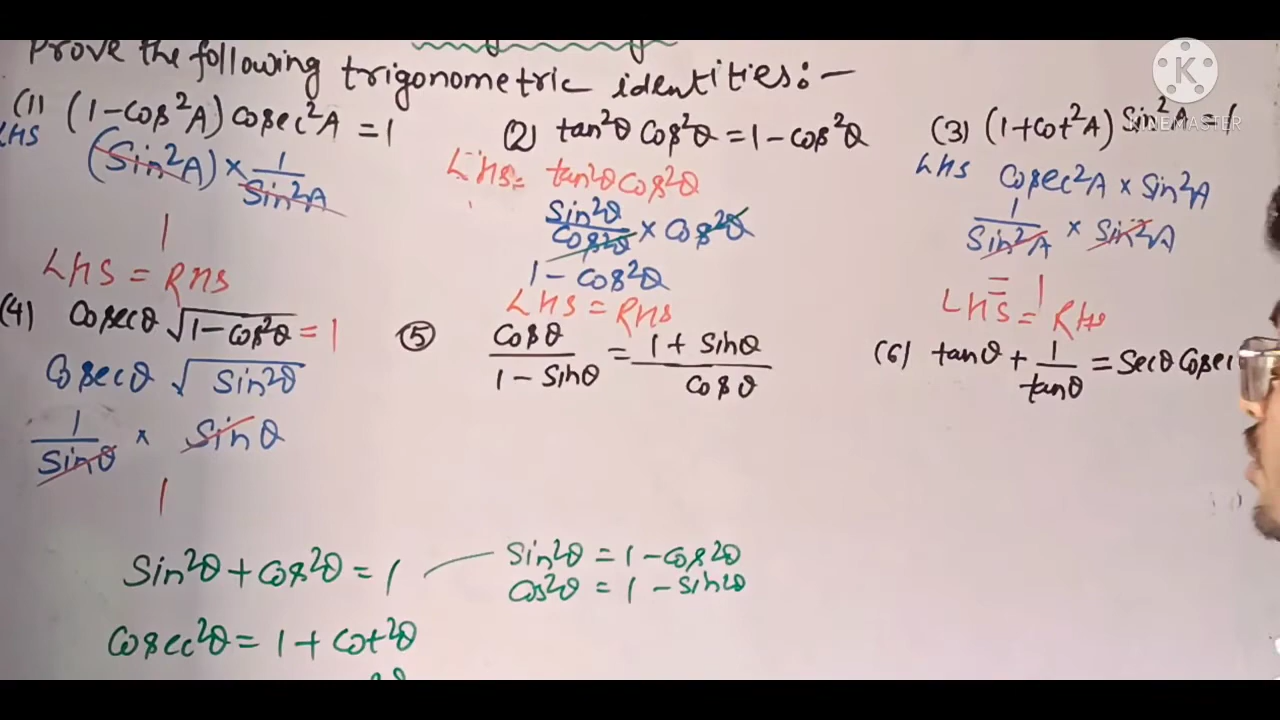 Prove the following trigonometric identities:-
(1) (1-Cos²A) Cosec²A = 1
LHS
(Sin²A) × 1/Sin²A
1
LHS = RHS
(2) tan²θ Cos²θ = 1 - Cos²θ
LHS = tan²θ Cos²θ
Sin²θ/Cos²θ × Cos²θ
1 - Cos²θ
LHS = RHS
(3) (1+Cot²A) Sin²A = 1
LHS Cosec²A × Sin²A
1/Sin²A × Sin²A
= 1
LHS = RHS
(4) Cosecθ √1-Cos²θ = 1
Cosecθ √Sin²θ
1/Sinθ × Sinθ
1
(5) Cosθ/1-Sinθ = 1+Sinθ/Cosθ
(6) tanθ + 1/tanθ = Secθ Cosec
Sin²θ + Cos²θ = 1
Sin²θ = 1 - Cos²θ
Cos²θ = 1 - Sin²θ
Cosec²θ = 1 + Cot²θ
K
KINEMASTER